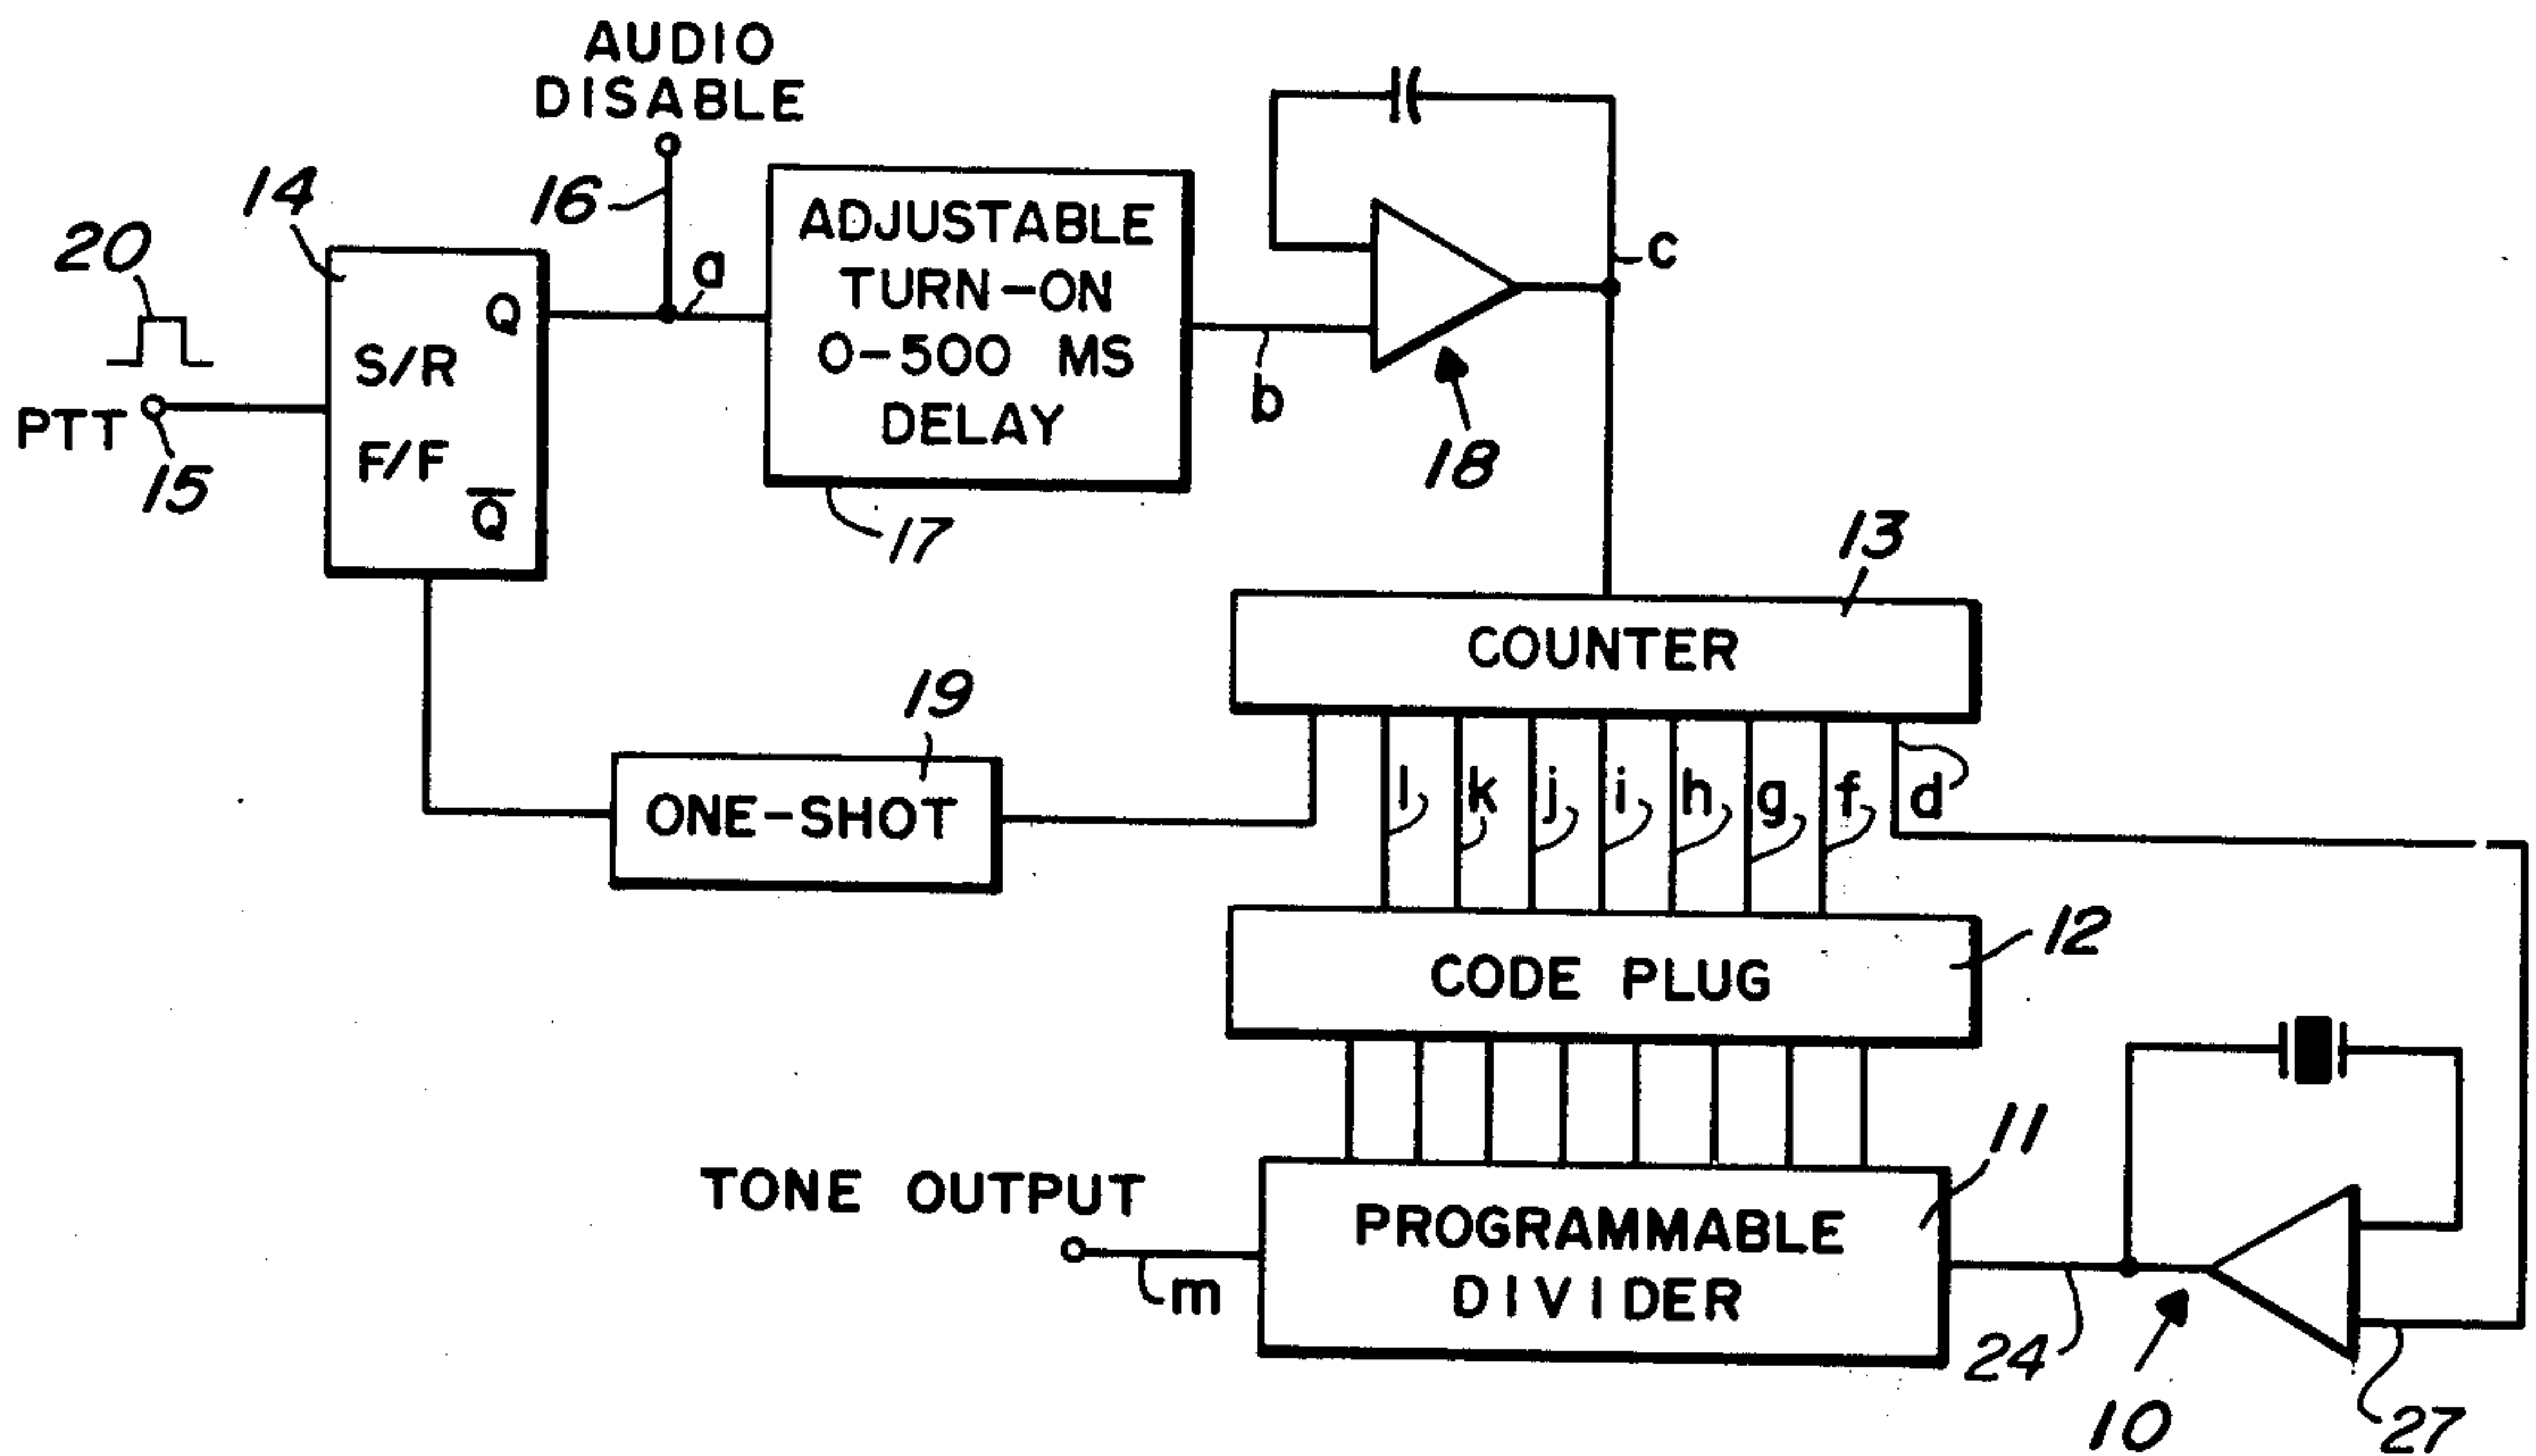 AUDIO
DISABLE
16
14
20
S/R
F/F
Q
Q̅
PTT
15
a
ADJUSTABLE
TURN-ON
0-500 MS
DELAY
17
b
c
18
13
COUNTER
19
ONE-SHOT
l k j i h g f d
12
CODE PLUG
11
TONE OUTPUT
m
PROGRAMMABLE
DIVIDER
24
10
27